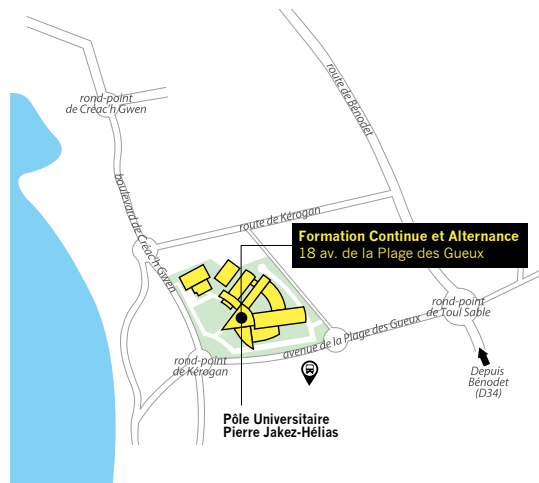 rond-point
de Créac'h Gwen
route de Bénodet
boulevard de Créac'h Gwen
route de Kérogan
Formation Continue et Alternance
18 av. de la Plage des Gueux
rond-point
de Toul Sable
avenue de la Plage des Gueux
rond-point
de Kérogan
Depuis
Bénodet
(D34)
Pôle Universitaire
Pierre Jakez-Hélias